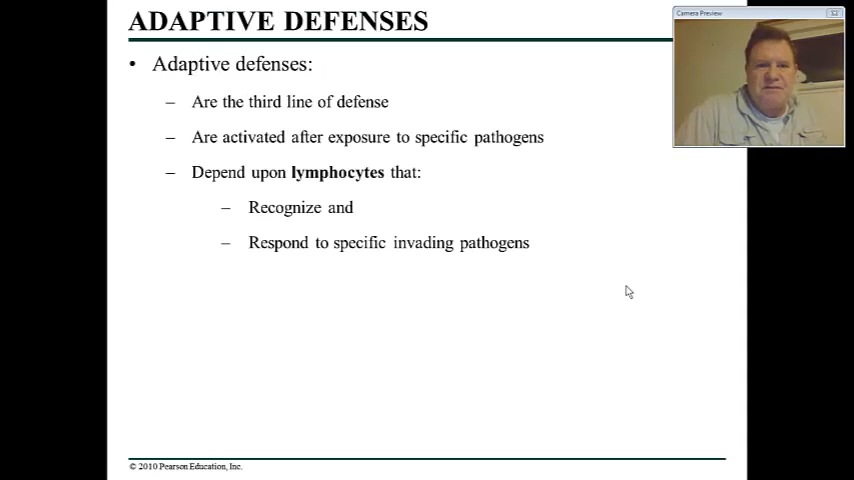 ADAPTIVE DEFENSES
Camera Preview
• Adaptive defenses:
– Are the third line of defense
– Are activated after exposure to specific pathogens
– Depend upon lymphocytes that:
– Recognize and
– Respond to specific invading pathogens
© 2010 Pearson Education, Inc.